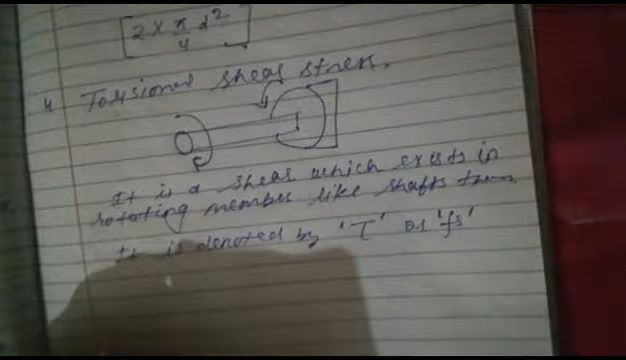 [2 × π/4 d²]
4 Torsional shear stress.
It is a shear which exists in
rotating member like shafts
It is denoted by 'τ' or 'fs'